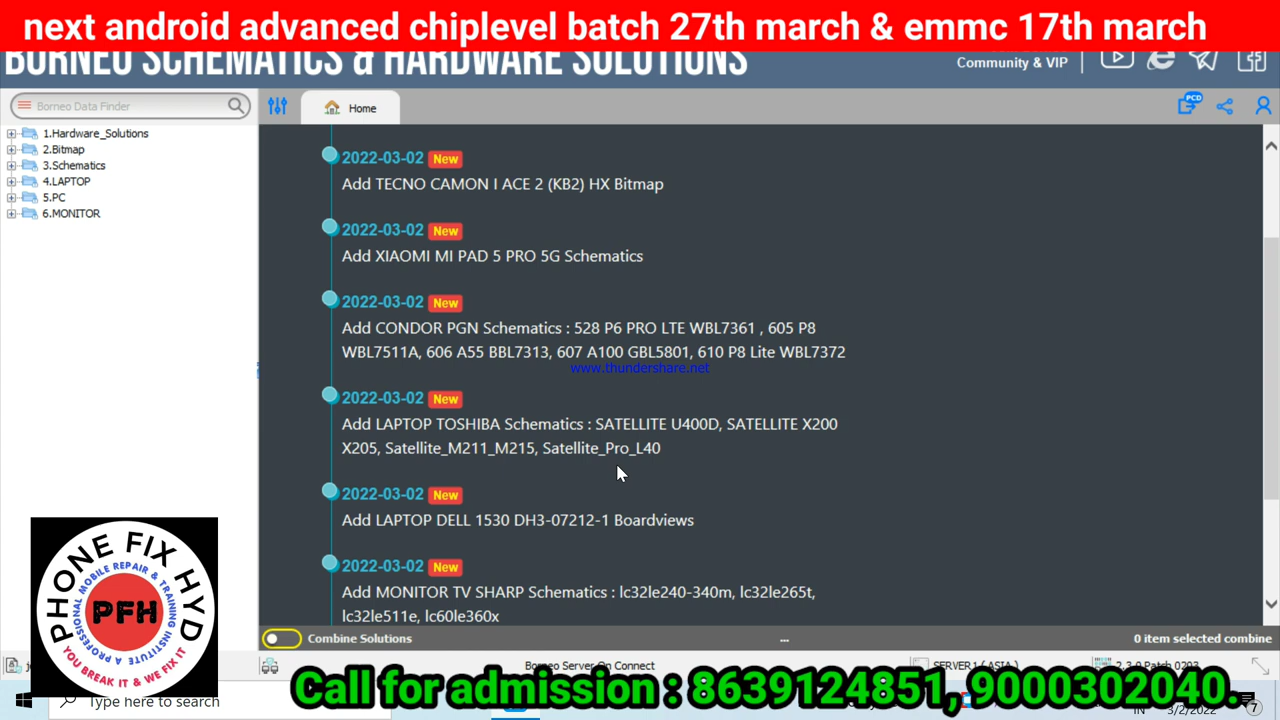 next android advanced chiplevel batch 27th march & emmc 17th march
BORNEO SCHEMATICS & HARDWARE SOLUTIONS
Community & VIP
Borneo Data Finder
Home
PCD
1.Hardware_Solutions
2.Bitmap
3.Schematics
4.LAPTOP
5.PC
6.MONITOR
2022-03-02 New
Add TECNO CAMON I ACE 2 (KB2) HX Bitmap
2022-03-02 New
Add XIAOMI MI PAD 5 PRO 5G Schematics
2022-03-02 New
Add CONDOR PGN Schematics : 528 P6 PRO LTE WBL7361 , 605 P8
WBL7511A, 606 A55 BBL7313, 607 A100 GBL5801, 610 P8 Lite WBL7372
www.thundershare.net
2022-03-02 New
Add LAPTOP TOSHIBA Schematics : SATELLITE U400D, SATELLITE X200
X205, Satellite_M211_M215, Satellite_Pro_L40
2022-03-02 New
Add LAPTOP DELL 1530 DH3-07212-1 Boardviews
2022-03-02 New
Add MONITOR TV SHARP Schematics : lc32le240-340m, lc32le265t,
lc32le511e, lc60le360x
PHONE FIX HYD
A PROFESSIONAL MOBILE REPAIR & TRAINING INSTITUTE
PFH
YOU BREAK IT & WE FIX IT
Combine Solutions
...
0 item selected combine
Borneo Server On Connect
SERVER1 ( ASIA )
2.3.0 Patch 0203
Call for admission : 8639124851, 9000302040.
Type here to search
IN
3/2/2022
7